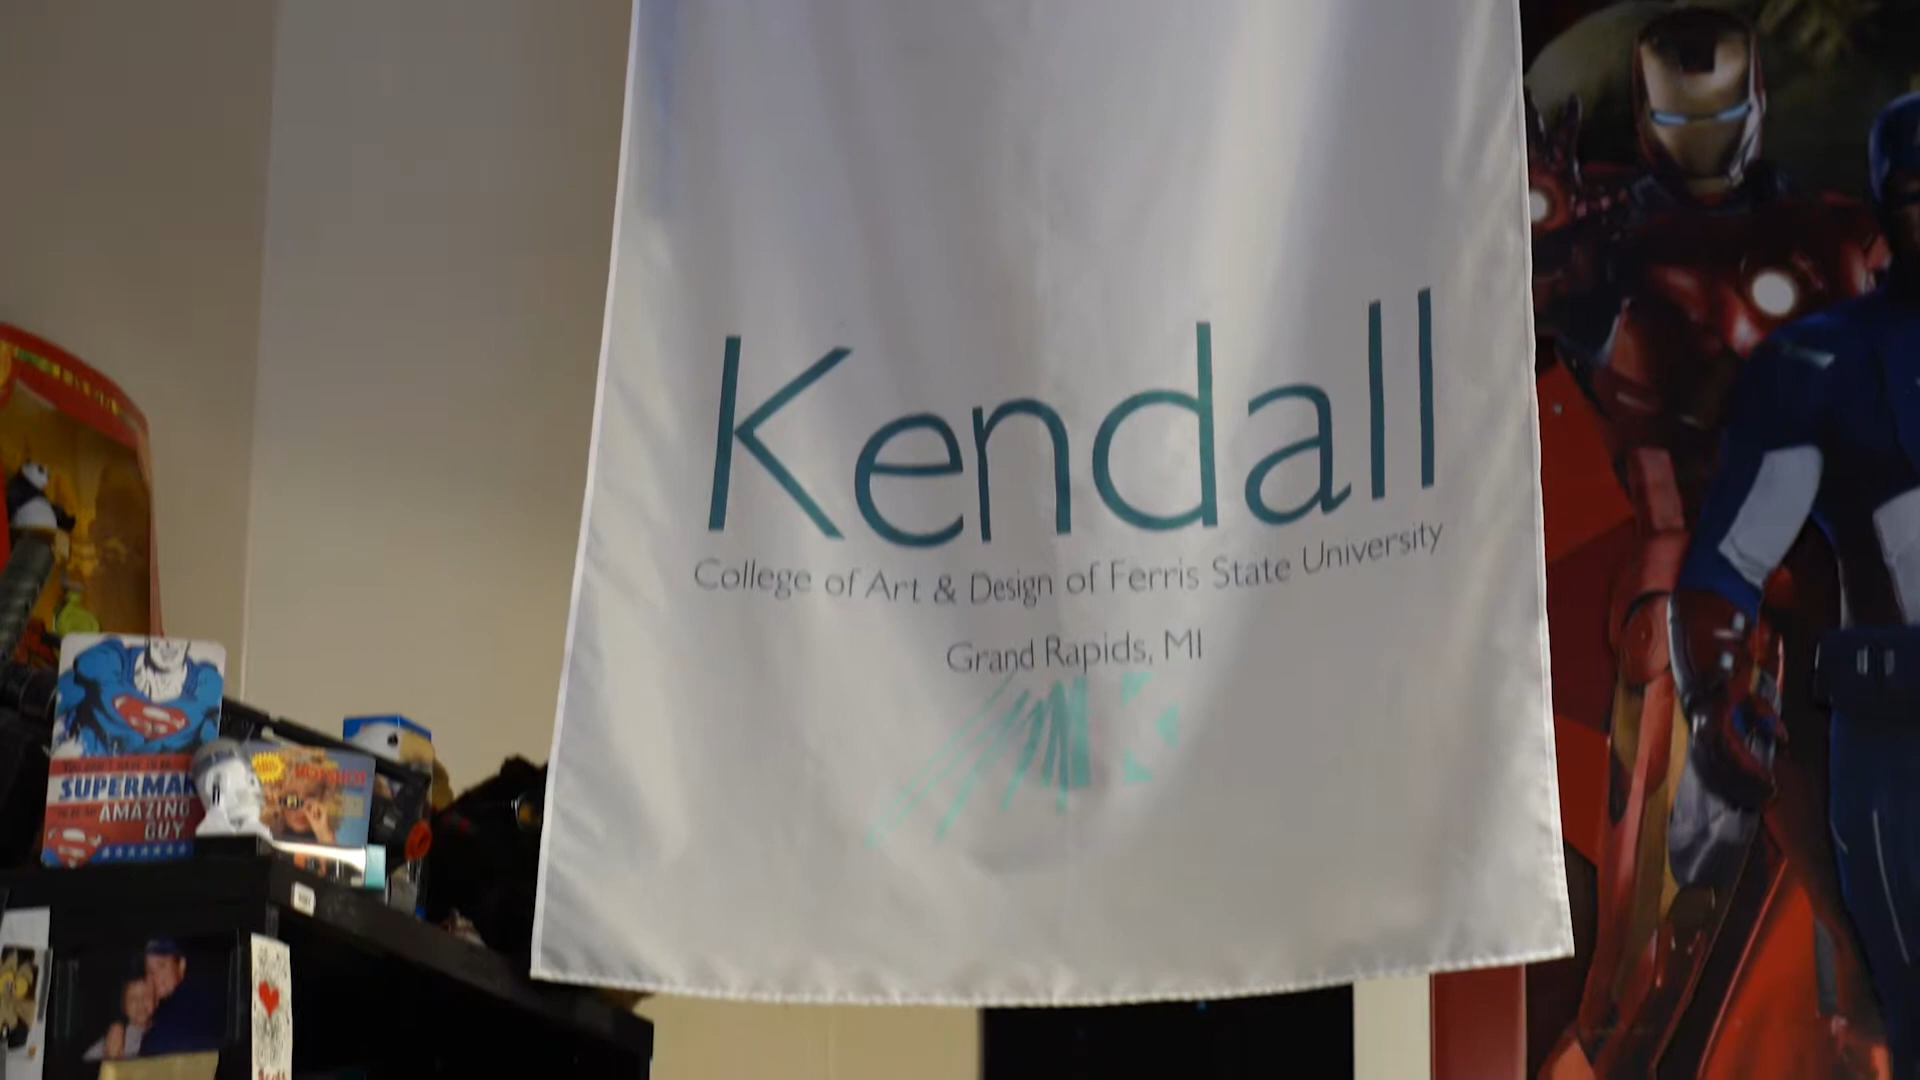 Kendall
College of Art & Design of Ferris State University
Grand Rapids, MI
SUPERMAN
AMAZING
GUY